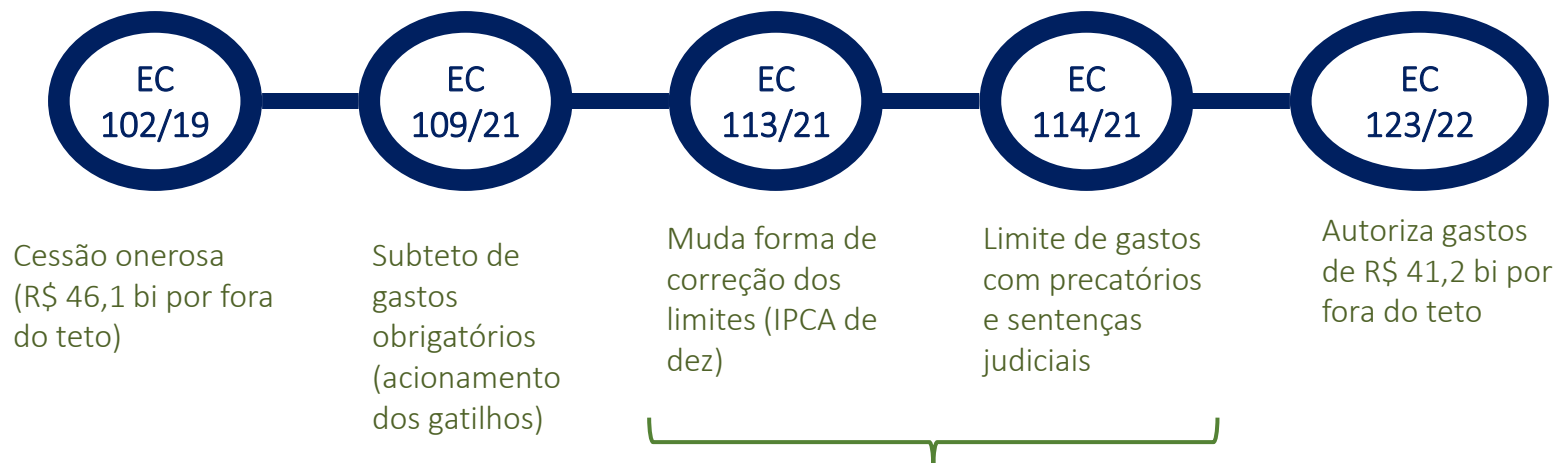 EC
102/19
EC
109/21
EC
113/21
EC
114/21
EC
123/22
Cessão onerosa
(R$ 46,1 bi por fora
do teto)
Subteto de
gastos
obrigatórios
(acionamento
dos gatilhos)
Muda forma de
correção dos
limites (IPCA de
dez)
Limite de gastos
com precatórios
e sentenças
judiciais
Autoriza gastos
de R$ 41,2 bi por
fora do teto